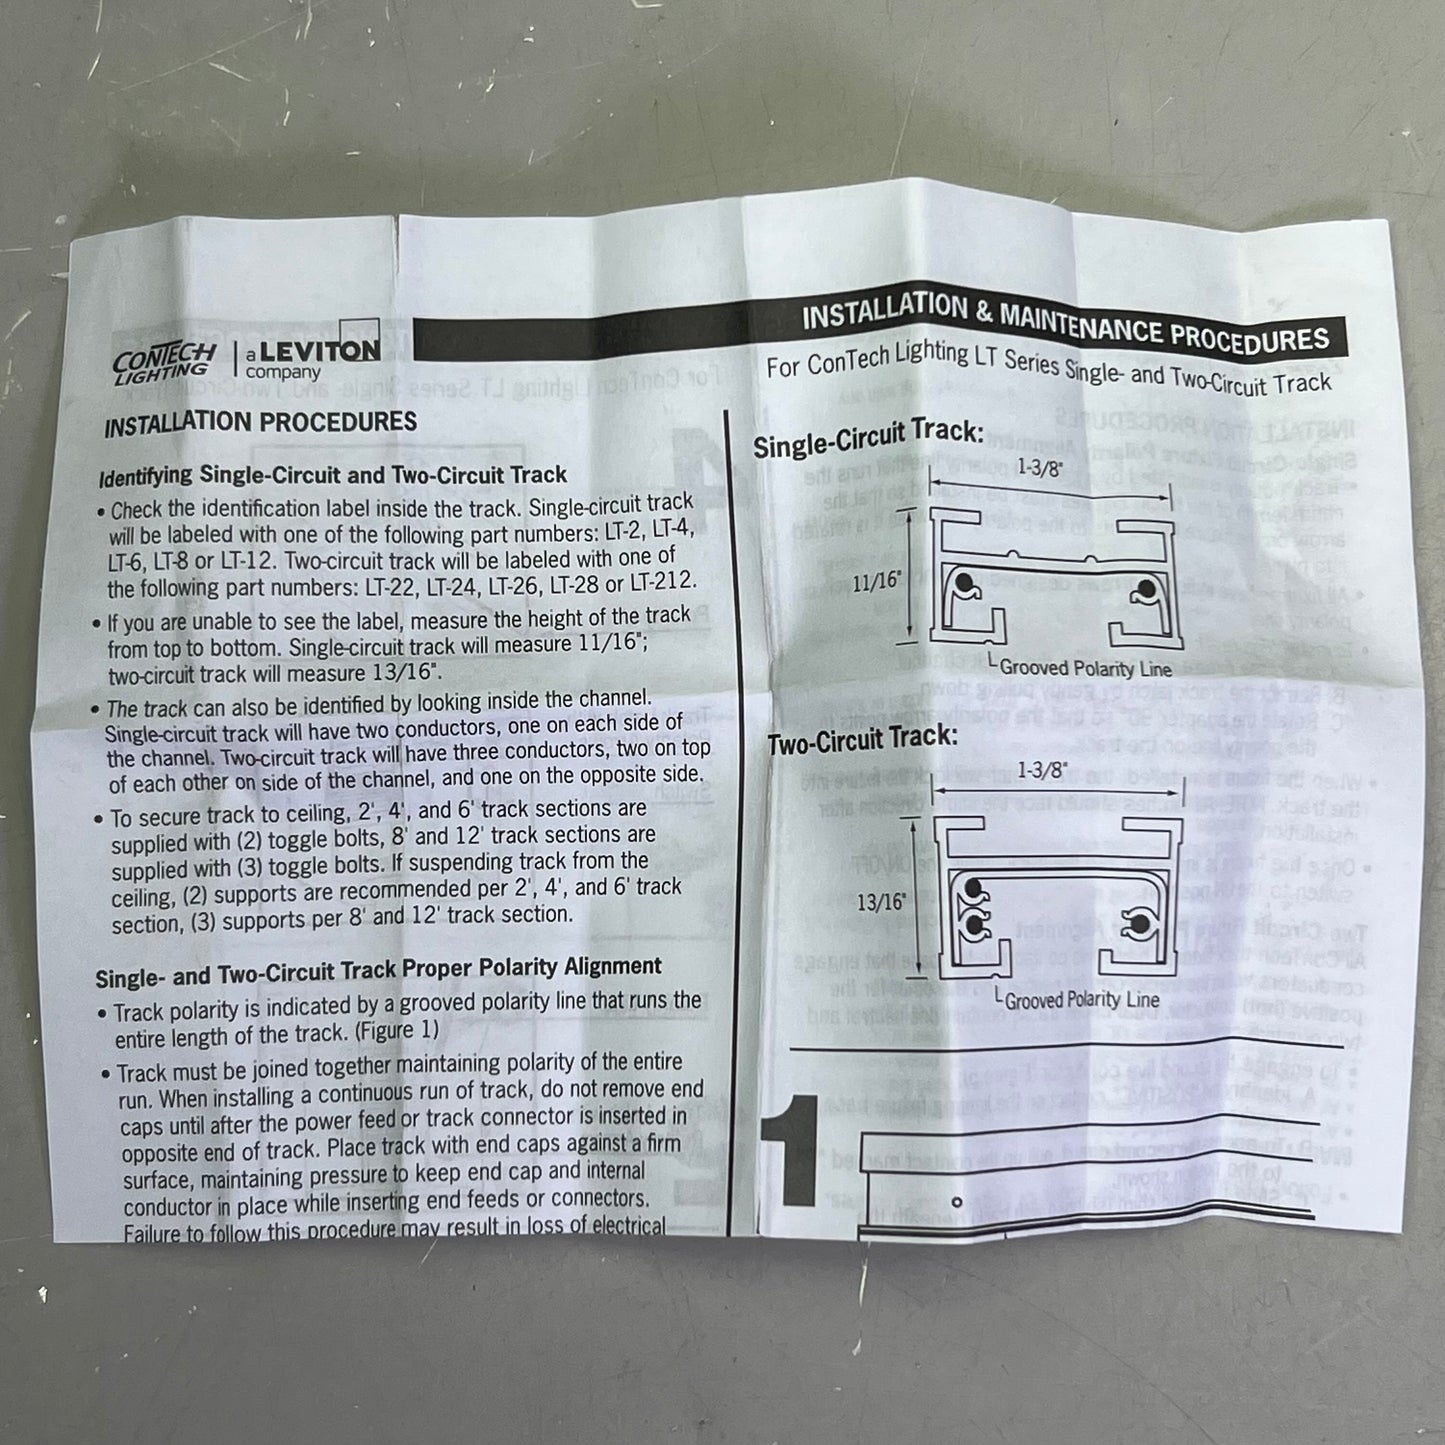 CONTECH LIGHTING | a LEVITON company
INSTALLATION & MAINTENANCE PROCEDURES
For ConTech Lighting LT Series Single- and Two-Circuit Track
INSTALLATION PROCEDURES
Identifying Single-Circuit and Two-Circuit Track
• Check the identification label inside the track. Single-circuit track
will be labeled with one of the following part numbers: LT-2, LT-4,
LT-6, LT-8 or LT-12. Two-circuit track will be labeled with one of
the following part numbers: LT-22, LT-24, LT-26, LT-28 or LT-212.
• If you are unable to see the label, measure the height of the track
from top to bottom. Single-circuit track will measure 11/16";
two-circuit track will measure 13/16".
• The track can also be identified by looking inside the channel.
Single-circuit track will have two conductors, one on each side of
the channel. Two-circuit track will have three conductors, two on top
of each other on side of the channel, and one on the opposite side.
• To secure track to ceiling, 2', 4', and 6' track sections are
supplied with (2) toggle bolts, 8' and 12' track sections are
supplied with (3) toggle bolts. If suspending track from the
ceiling, (2) supports are recommended per 2', 4', and 6' track
section, (3) supports per 8' and 12' track section.
Single- and Two-Circuit Track Proper Polarity Alignment
• Track polarity is indicated by a grooved polarity line that runs the
entire length of the track. (Figure 1)
• Track must be joined together maintaining polarity of the entire
run. When installing a continuous run of track, do not remove end
caps until after the power feed or track connector is inserted in
opposite end of track. Place track with end caps against a firm
surface, maintaining pressure to keep end cap and internal
conductor in place while inserting end feeds or connectors.
Failure to follow this procedure may result in loss of electrical
Single-Circuit Track:
1-3/8"
11/16"
Grooved Polarity Line
Two-Circuit Track:
1-3/8"
13/16"
Grooved Polarity Line
1